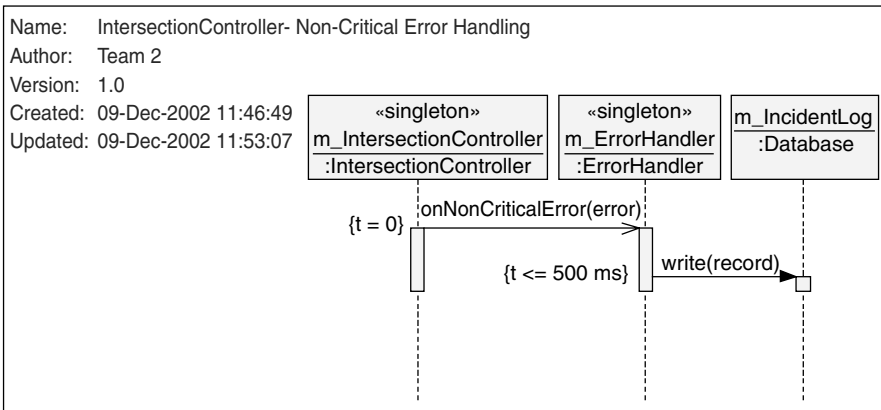 Name: IntersectionController- Non-Critical Error Handling
Author: Team 2
Version: 1.0
Created: 09-Dec-2002 11:46:49
Updated: 09-Dec-2002 11:53:07
«singleton»
m_IntersectionController
:IntersectionController
«singleton»
m_ErrorHandler
:ErrorHandler
m_IncidentLog
:Database
onNonCriticalError(error)
{t = 0}
write(record)
{t <= 500 ms}